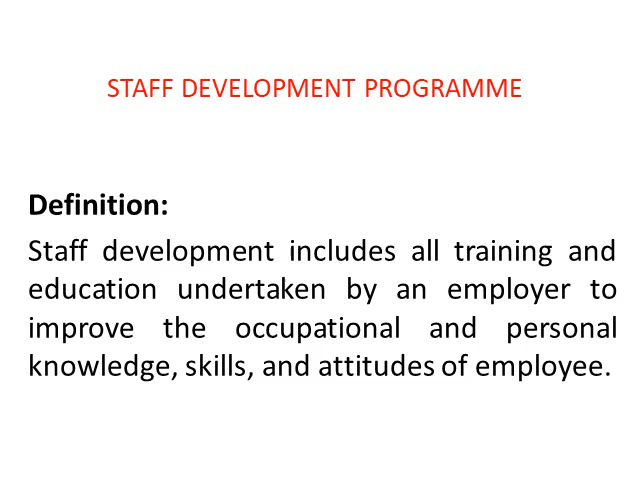 STAFF DEVELOPMENT PROGRAMME
Definition:
Staff development includes all training and
education undertaken by an employer to
improve the occupational and personal
knowledge, skills, and attitudes of employee.